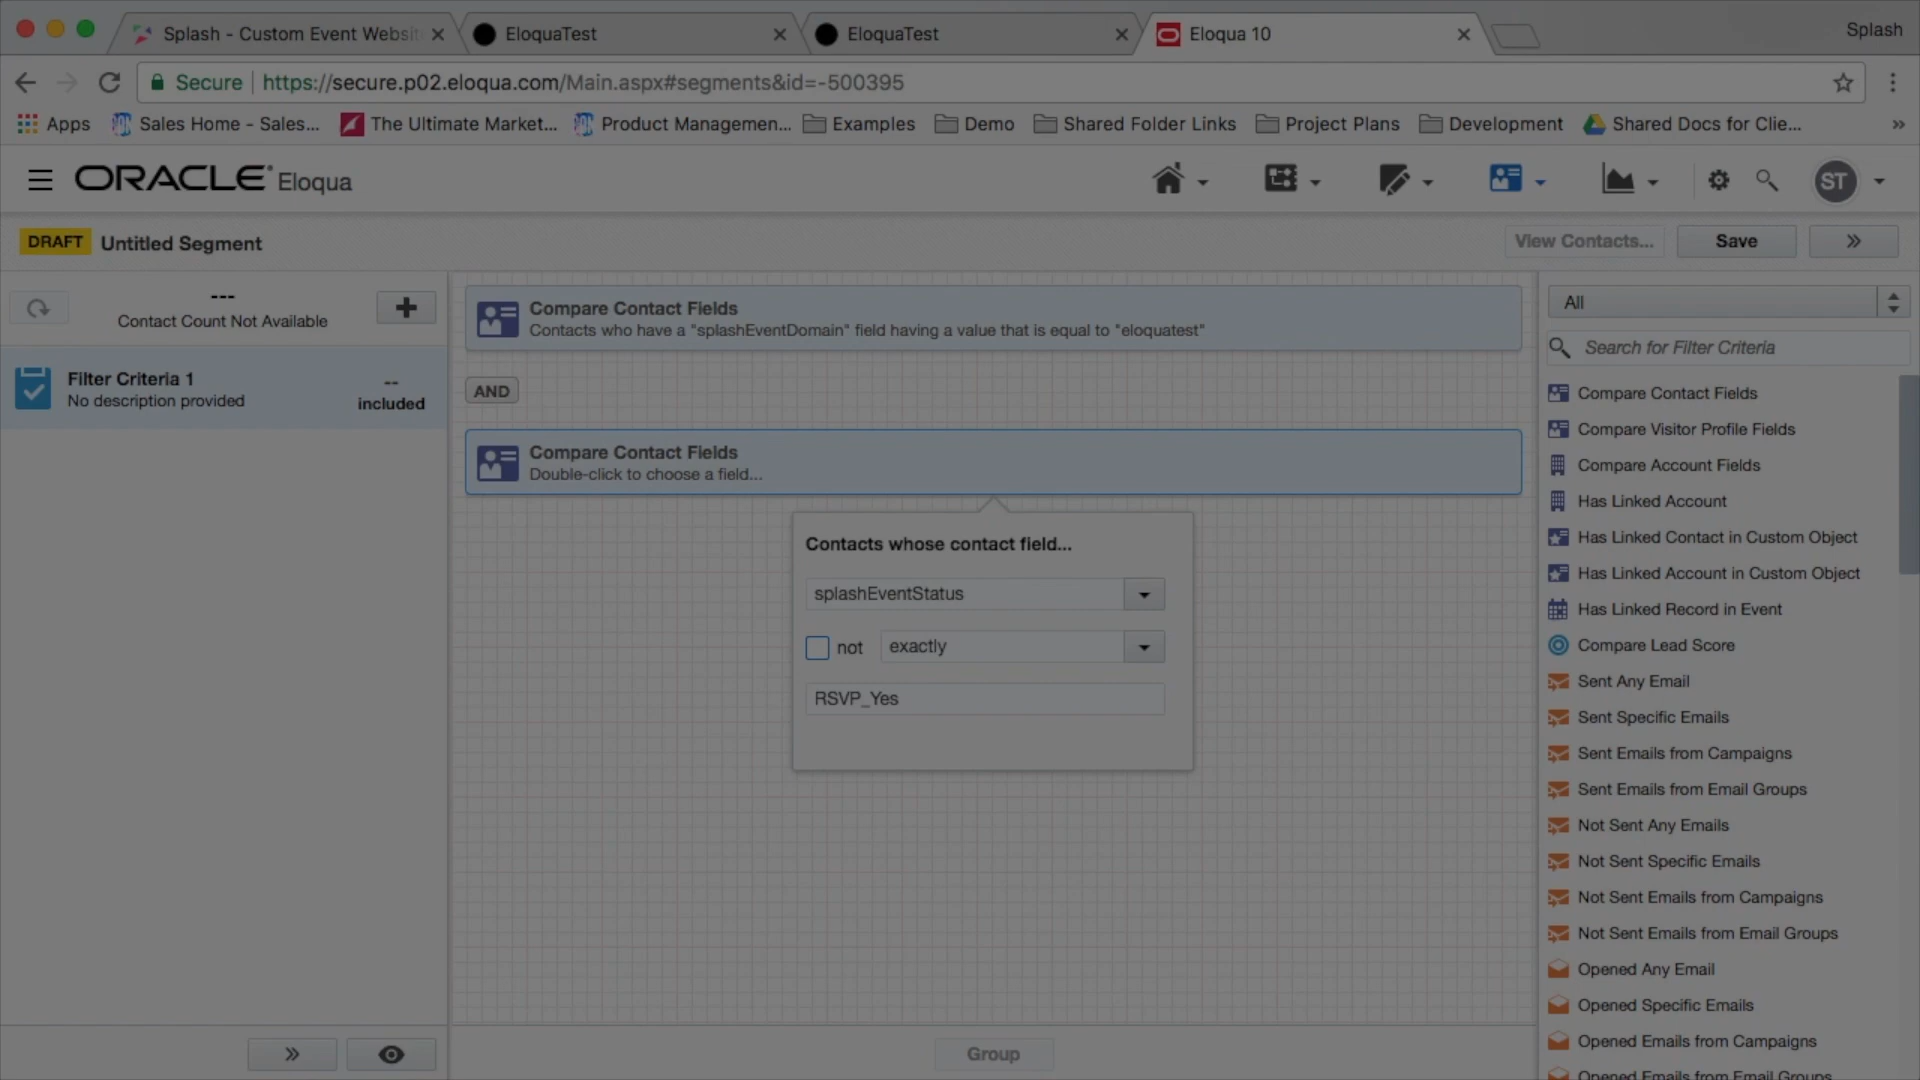 Splash - Custom Event Websit
EloquaTest
EloquaTest
Eloqua 10
Splash
Secure
https://secure.p02.eloqua.com/Main.aspx#segments&id=-500395
Apps
Sales Home - Sales...
The Ultimate Market...
Product Managemen...
Examples
Demo
Shared Folder Links
Project Plans
Development
Shared Docs for Clie...
ORACLE Eloqua
ST
DRAFT
Untitled Segment
View Contacts...
Save
---
Contact Count Not Available
Filter Criteria 1
No description provided
--
included
Compare Contact Fields
Contacts who have a "splashEventDomain" field having a value that is equal to "eloquatest"
AND
Compare Contact Fields
Double-click to choose a field...
Contacts whose contact field...
splashEventStatus
not
exactly
RSVP_Yes
Group
All
Search for Filter Criteria
Compare Contact Fields
Compare Visitor Profile Fields
Compare Account Fields
Has Linked Account
Has Linked Contact in Custom Object
Has Linked Account in Custom Object
Has Linked Record in Event
Compare Lead Score
Sent Any Email
Sent Specific Emails
Sent Emails from Campaigns
Sent Emails from Email Groups
Not Sent Any Emails
Not Sent Specific Emails
Not Sent Emails from Campaigns
Not Sent Emails from Email Groups
Opened Any Email
Opened Specific Emails
Opened Emails from Campaigns
Opened Emails from Email Groups